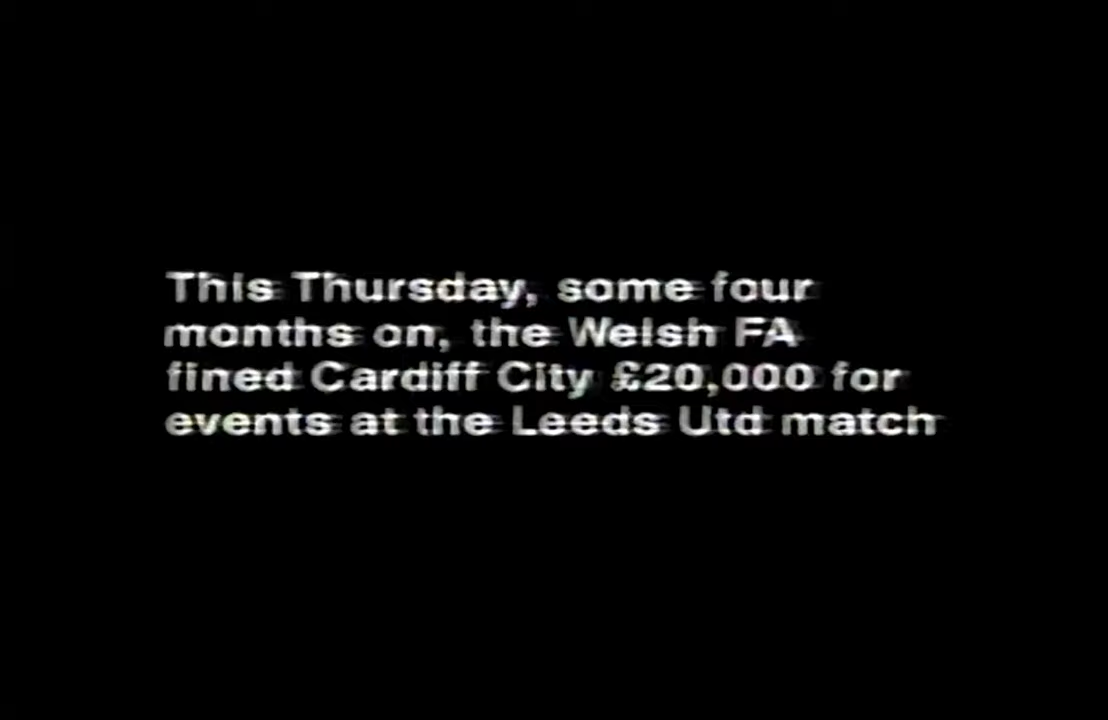 This Thursday, some four
months on, the Welsh FA
fined Cardiff City £20,000 for
events at the Leeds Utd match